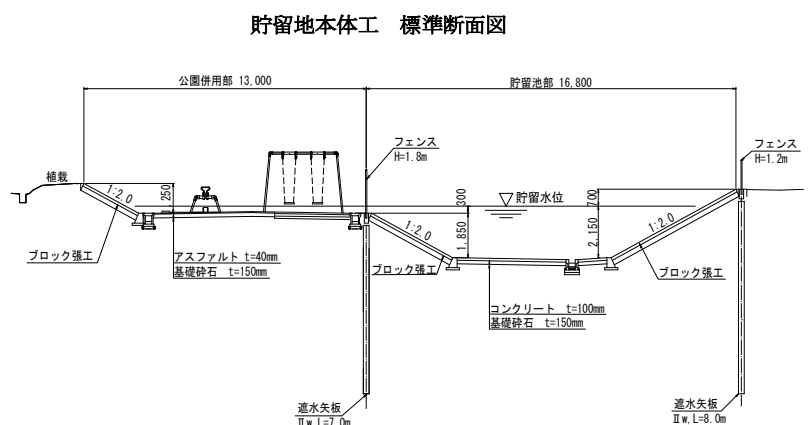 貯留地本体工　標準断面図
公園併用部 13,000
貯留池部 16,800
フェンス
H=1.8m
フェンス
H=1.2m
植栽
1:2.0
1,250
300
貯留水位
700
1:2.0
1,850
2,150
1:2.0
ブロック張工
アスファルト t=40mm
基礎砕石 t=150mm
ブロック張工
ブロック張工
コンクリート t=100mm
基礎砕石 t=150mm
遮水矢板
Ⅱw,L=7.0m
遮水矢板
Ⅱw,L=8.0m